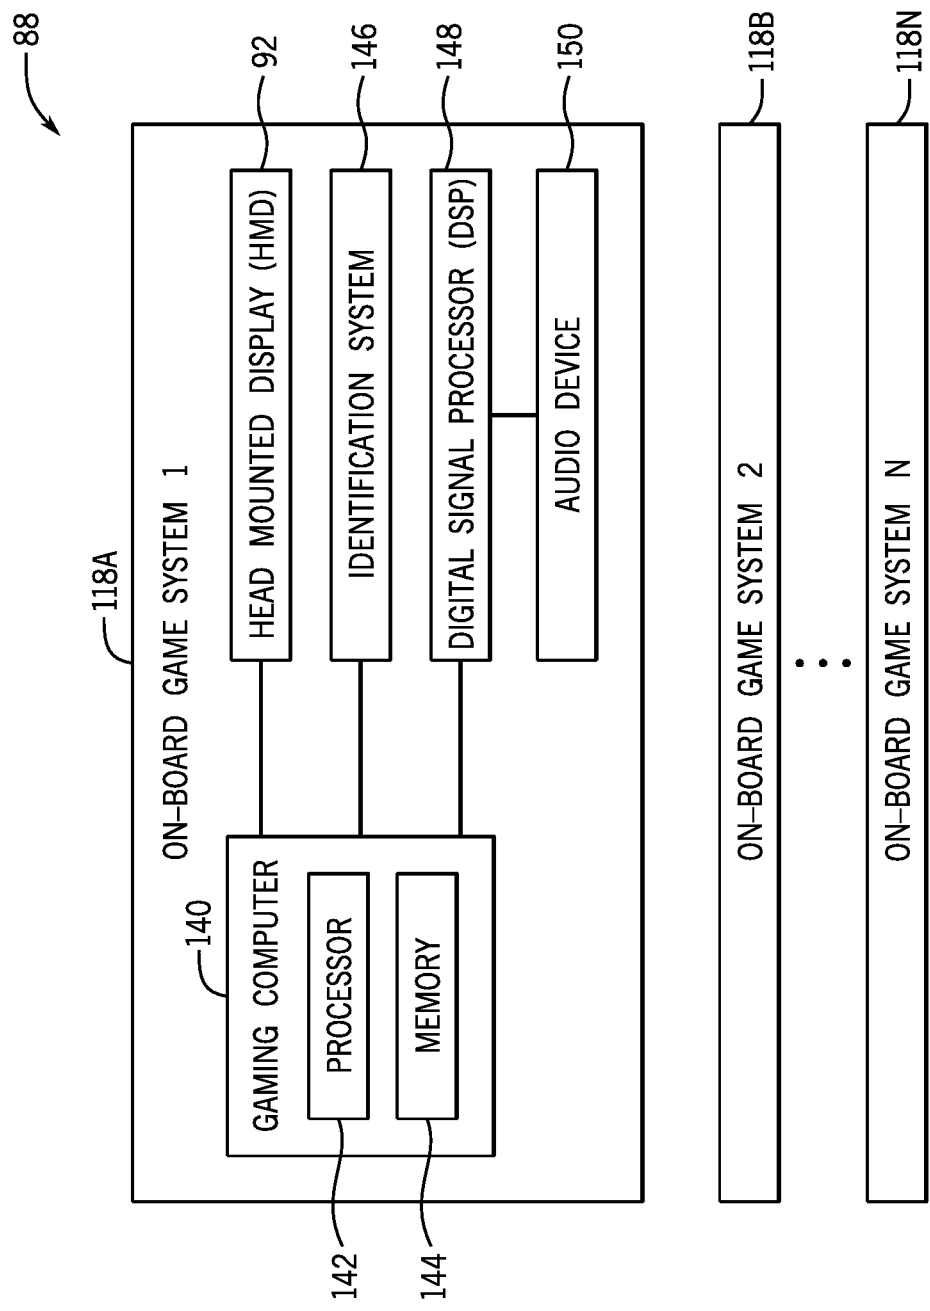 88
118A
ON-BOARD GAME SYSTEM 1
140
GAMING COMPUTER
PROCESSOR
142
MEMORY
144
HEAD MOUNTED DISPLAY (HMD)
92
IDENTIFICATION SYSTEM
146
DIGITAL SIGNAL PROCESSOR (DSP)
148
AUDIO DEVICE
150
ON-BOARD GAME SYSTEM 2
118B
ON-BOARD GAME SYSTEM N
118N